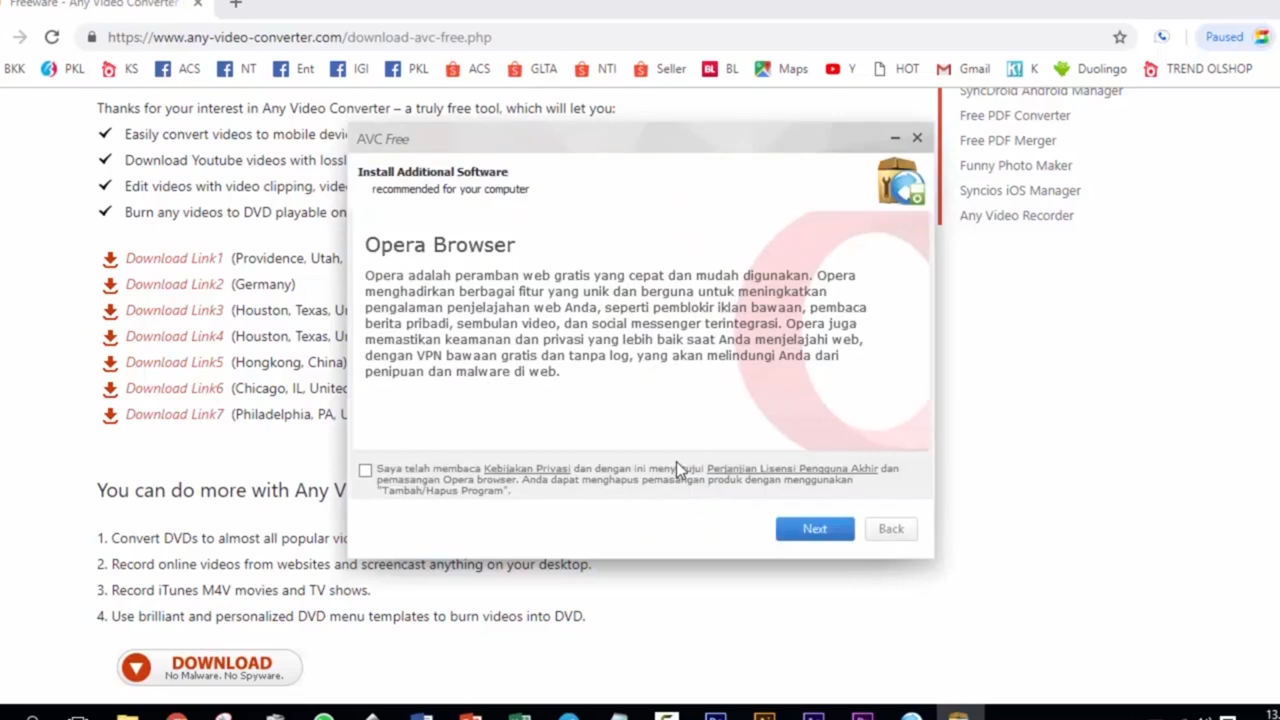 Freeware - Any Video Converter
https://www.any-video-converter.com/download-avc-free.php
Paused
BKK PKL KS ACS NT Ent IGI PKL ACS GLTA NTI Seller BL BL Maps Y HOT Gmail K Duolingo TREND OLSHOP
Thanks for your interest in Any Video Converter – a truly free tool, which will let you:
Easily convert videos to mobile
Download Youtube videos with
Edit videos with video clipping,
Burn any videos to DVD playable on
Download Link1 (Providence, Utah,
Download Link2 (Germany)
Download Link3 (Houston, Texas,
Download Link4 (Houston, Texas,
Download Link5 (Hongkong, China)
Download Link6 (Chicago, IL,
Download Link7 (Philadelphia, PA,
You can do more with Any
1. Convert DVDs to almost all popular
2. Record online videos from websites and screencast anything on your desktop.
3. Record iTunes M4V movies and TV shows.
4. Use brilliant and personalized DVD menu templates to burn videos into DVD.
DOWNLOAD
No Malware. No Spyware.
AVC Free
Install Additional Software
recommended for your computer
Opera Browser
Opera adalah peramban web gratis yang cepat dan mudah digunakan. Opera
menghadirkan berbagai fitur yang unik dan berguna untuk meningkatkan
pengalaman penjelajahan web Anda, seperti pemblokir iklan bawaan, pembaca
berita pribadi, sembulan video, dan social messenger terintegrasi. Opera juga
memastikan keamanan dan privasi yang lebih baik saat Anda menjelajahi web,
dengan VPN bawaan gratis dan tanpa log, yang akan melindungi Anda dari
penipuan dan malware di web.
Saya telah membaca Kebijakan Privasi dan dengan ini menyetujui Perjanjian Lisensi Pengguna Akhir dan
pemasangan Opera browser. Anda dapat menghapus pemasangan produk dengan menggunakan
"Tambah/Hapus Program".
Next
Back
SyncDroid Android Manager
Free PDF Converter
Free PDF Merger
Funny Photo Maker
Syncios iOS Manager
Any Video Recorder